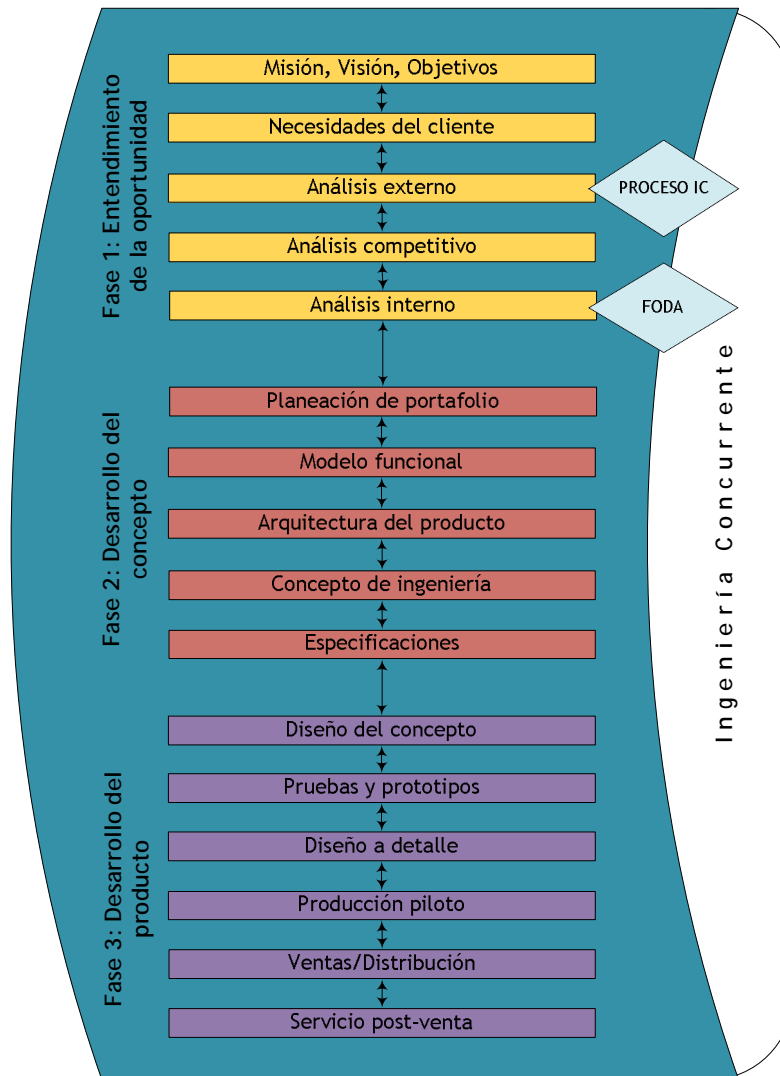 Fase 1: Entendimiento
de la oportunidad
Misión, Visión, Objetivos
Necesidades del cliente
Análisis externo
PROCESO IC
Análisis competitivo
Análisis interno
FODA
Fase 2: Desarrollo del
concepto
Planeación de portafolio
Modelo funcional
Arquitectura del producto
Concepto de ingeniería
Especificaciones
Fase 3: Desarrollo del
producto
Diseño del concepto
Pruebas y prototipos
Diseño a detalle
Producción piloto
Ventas/Distribución
Servicio post-venta
Ingeniería Concurrente